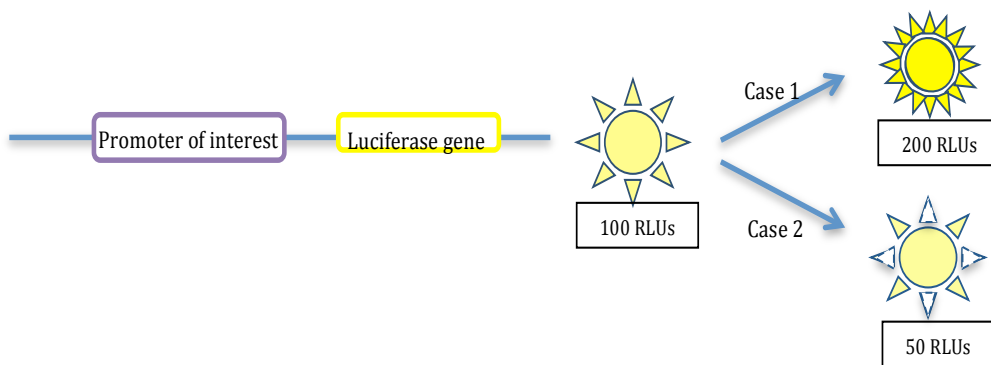 Promoter of interest
Luciferase gene
100 RLUs
Case 1
200 RLUs
Case 2
50 RLUs